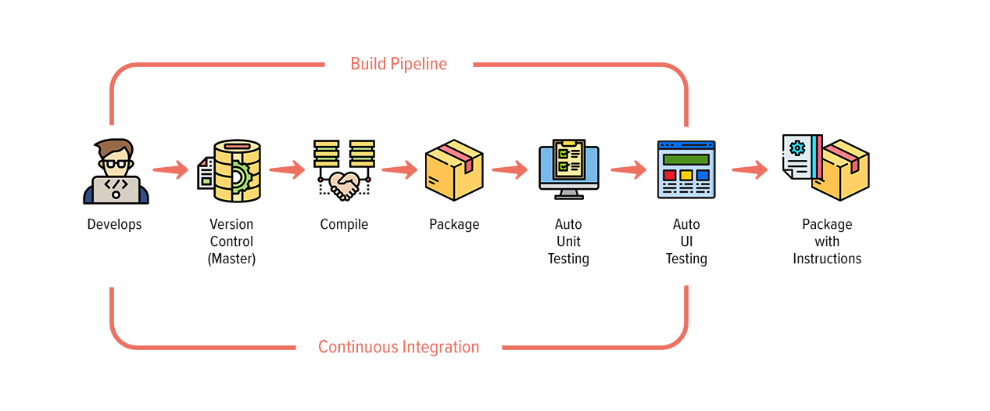 Build Pipeline
Develops
Version
Control
(Master)
Compile
Package
Auto
Unit
Testing
Auto
UI
Testing
Package
with
Instructions
Continuous Integration